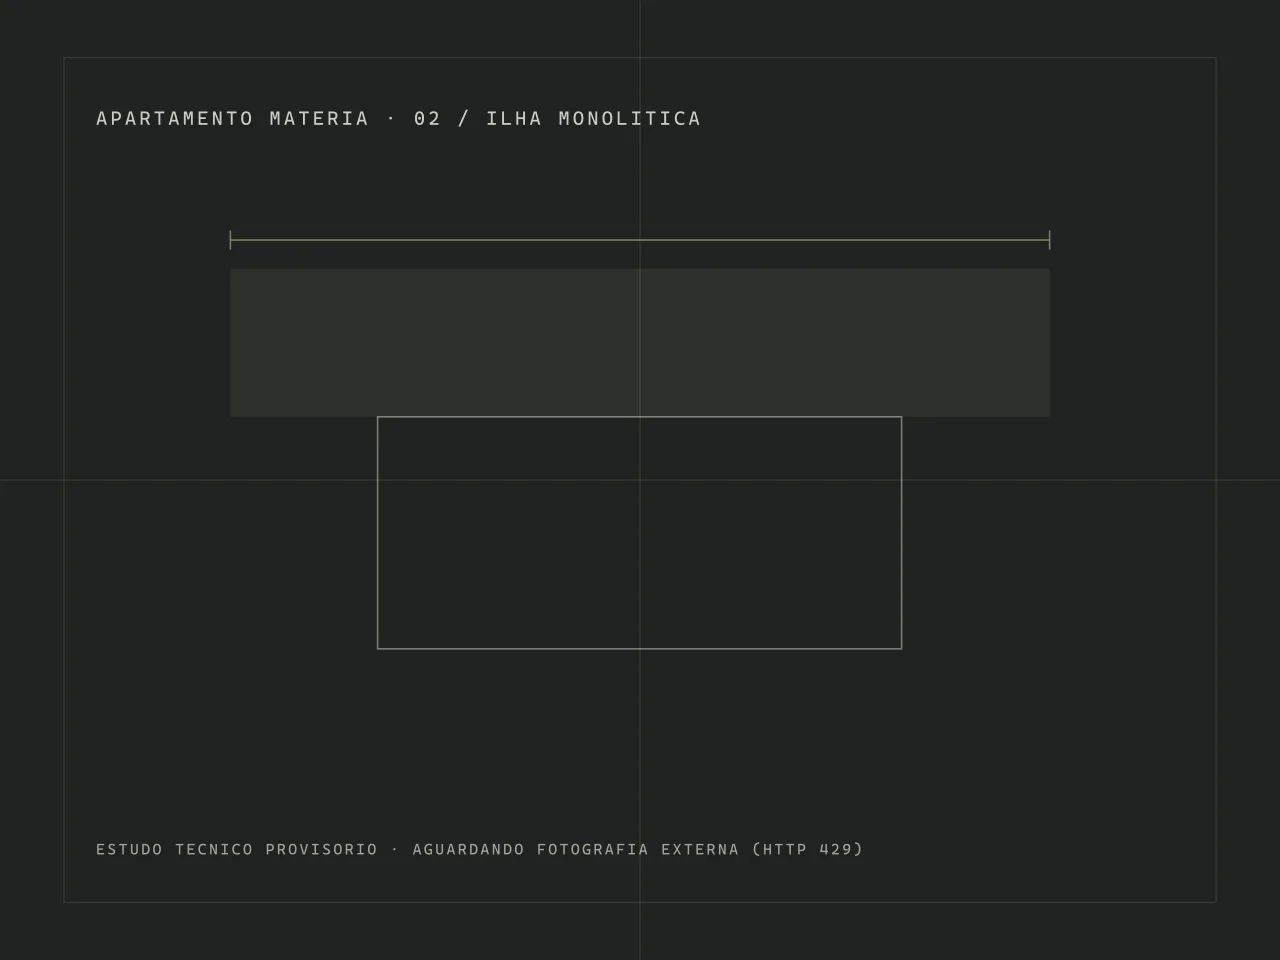 APARTAMENTO MATERIA · 02 / ILHA MONOLITICA
ESTUDO TECNICO PROVISORIO · AGUARDANDO FOTOGRAFIA EXTERNA (HTTP 429)